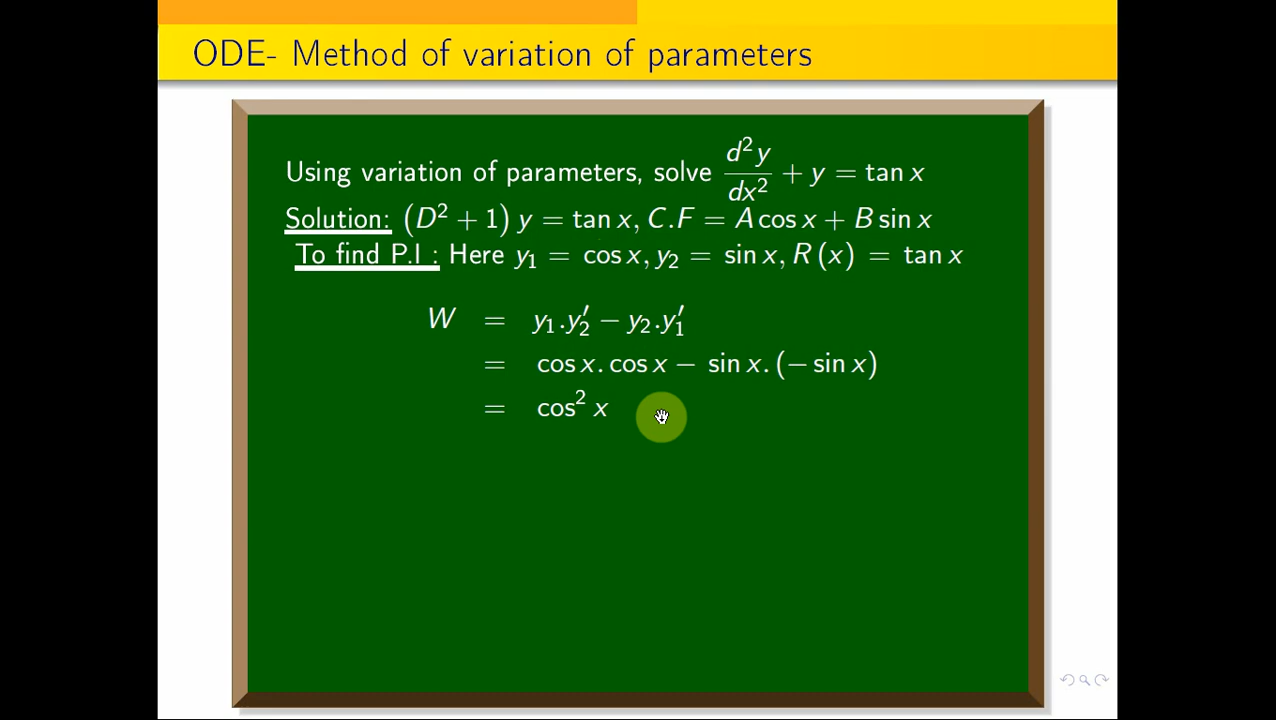 ODE- Method of variation of parameters
Using variation of parameters, solve d²y/dx² + y = tan x
Solution: (D² + 1) y = tan x, C.F = A cos x + B sin x
To find P.I : Here y₁ = cos x, y₂ = sin x, R (x) = tan x
W = y₁.y₂′ − y₂.y₁′
= cos x. cos x − sin x. (− sin x)
= cos² x